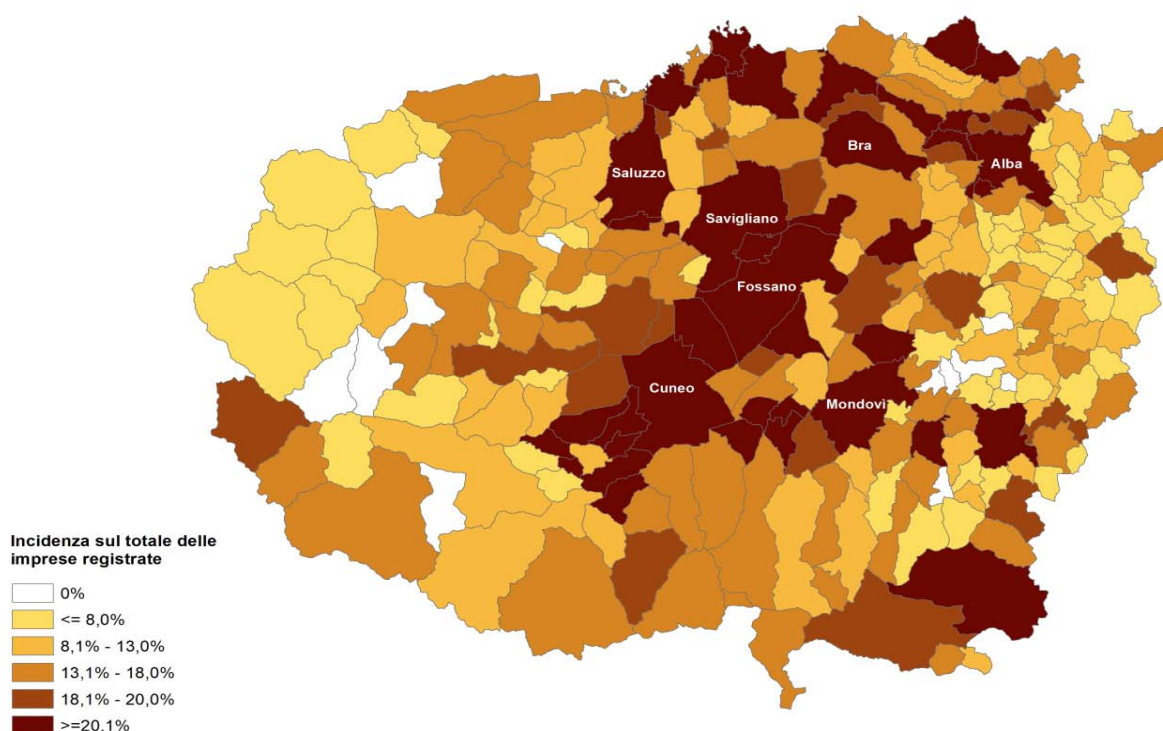 Bra
Alba
Saluzzo
Savigliano
Fossano
Cuneo
Mondovì
Incidenza sul totale delle
imprese registrate
0%
<= 8,0%
8,1% - 13,0%
13,1% - 18,0%
18,1% - 20,0%
>=20,1%